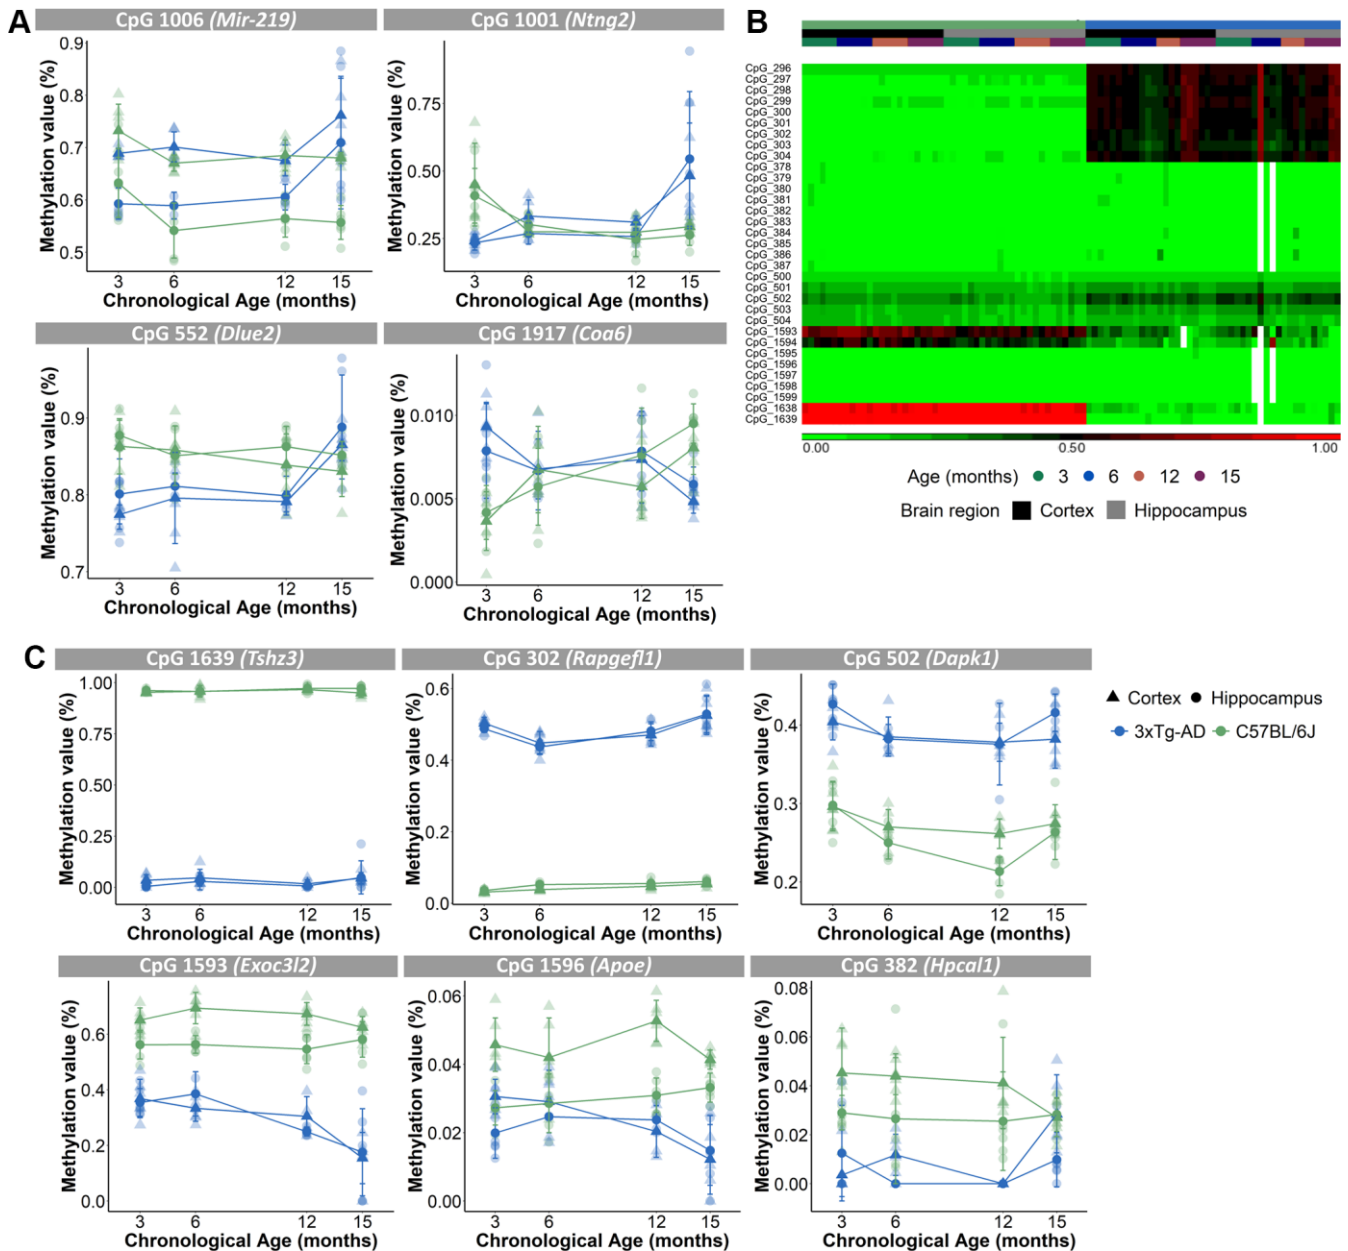 A
CpG 1006 (Mir-219)
Methylation value (%)
0.9
0.8
0.7
0.6
0.5
3 6 12 15
Chronological Age (months)
CpG 1001 (Ntng2)
Methylation value (%)
0.75
0.50
0.25
3 6 12 15
Chronological Age (months)
CpG 552 (Dlue2)
Methylation value (%)
0.9
0.8
0.7
3 6 12 15
Chronological Age (months)
CpG 1917 (Coa6)
Methylation value (%)
0.010
0.005
0.000
3 6 12 15
Chronological Age (months)
B
CpG_296
CpG_297
CpG_298
CpG_299
CpG_300
CpG_301
CpG_302
CpG_303
CpG_304
CpG_378
CpG_379
CpG_380
CpG_381
CpG_382
CpG_383
CpG_384
CpG_385
CpG_386
CpG_387
CpG_500
CpG_501
CpG_502
CpG_503
CpG_504
CpG_1593
CpG_1594
CpG_1595
CpG_1596
CpG_1597
CpG_1598
CpG_1599
CpG_1638
CpG_1639
0.00 0.50 1.00
Age (months) 3 6 12 15
Brain region Cortex Hippocampus
C
CpG 1639 (Tshz3)
Methylation value (%)
1.00
0.75
0.50
0.25
0.00
3 6 12 15
Chronological Age (months)
CpG 302 (Rapgefl1)
Methylation value (%)
0.6
0.4
0.2
0.0
3 6 12 15
Chronological Age (months)
CpG 502 (Dapk1)
Methylation value (%)
0.4
0.3
0.2
3 6 12 15
Chronological Age (months)
Cortex Hippocampus
3xTg-AD C57BL/6J
CpG 1593 (Exoc3l2)
Methylation value (%)
0.6
0.4
0.2
0.0
3 6 12 15
Chronological Age (months)
CpG 1596 (Apoe)
Methylation value (%)
0.06
0.04
0.02
0.00
3 6 12 15
Chronological Age (months)
CpG 382 (Hpcal1)
Methylation value (%)
0.08
0.06
0.04
0.02
0.00
3 6 12 15
Chronological Age (months)